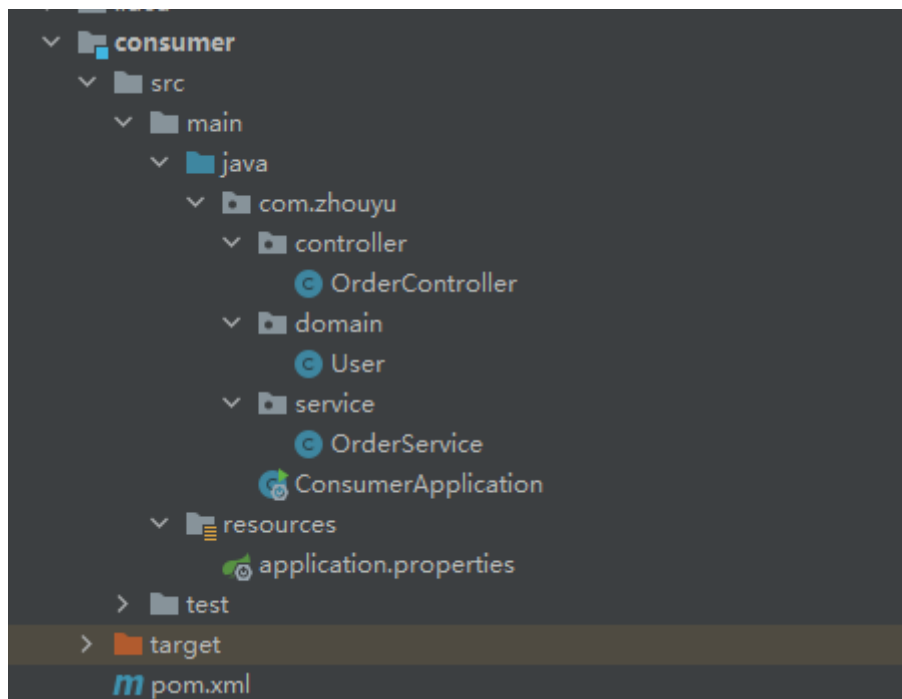 consumer
src
main
java
com.zhouyu
controller
OrderController
domain
User
service
OrderService
ConsumerApplication
resources
application.properties
test
target
pom.xml